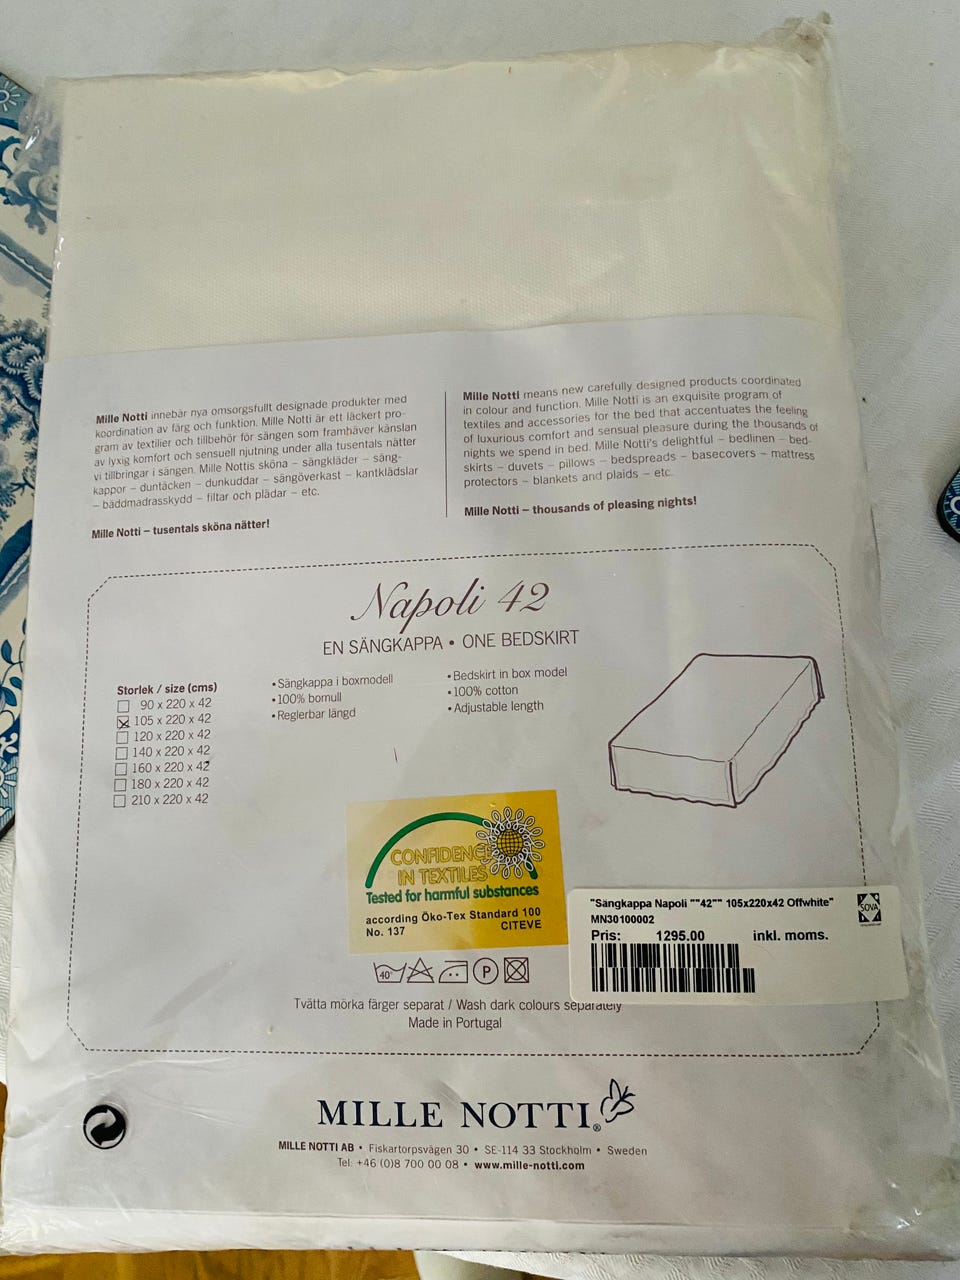 Mille Notti innebär nya omsorgsfullt designade produkter med
koordination av färg och funktion. Mille Notti är ett läckert pro-
gram av textilier och tillbehör för sängen som framhäver känslan
av lyxig komfort och sensuell njutning under alla tusentals nätter
vi tillbringar i sängen. Mille Nottis sköna – sängkläder – säng-
kappor – duntäcken – dunkuddar – sängöverkast – kantklädslar
– bäddmadrasskydd – filtar och plädar – etc.
Mille Notti – tusentals sköna nätter!
Mille Notti means new carefully designed products coordinated
in colour and function. Mille Notti is an exquisite program of
textiles and accessories for the bed that accentuates the feeling
of luxurious comfort and sensual pleasure during the thousands of
nights we spend in bed. Mille Notti's delightful – bedlinen – bed-
skirts – duvets – pillows – bedspreads – basecovers – mattress
protectors – blankets and plaids – etc.
Mille Notti – thousands of pleasing nights!
Napoli 42
EN SÄNGKAPPA • ONE BEDSKIRT
Storlek / size (cms)
90 x 220 x 42
105 x 220 x 42
120 x 220 x 42
140 x 220 x 42
160 x 220 x 42
180 x 220 x 42
210 x 220 x 42
• Sängkappa i boxmodell
• 100% bomull
• Reglerbar längd
• Bedskirt in box model
• 100% cotton
• Adjustable length
CONFIDENCE
IN TEXTILES
Tested for harmful substances
according Öko-Tex Standard 100
No. 137 CITEVE
"Sängkappa Napoli ""42"" 105x220x42 Offwhite"
MN30100002
Pris: 1295.00 inkl. moms.
SOVA
40° P
Tvätta mörka färger separat / Wash dark colours separately
Made in Portugal
MILLE NOTTI®
MILLE NOTTI AB • Fiskartorpsvägen 30 • SE-114 33 Stockholm • Sweden
Tel: +46 (0)8 700 00 08 • www.mille-notti.com